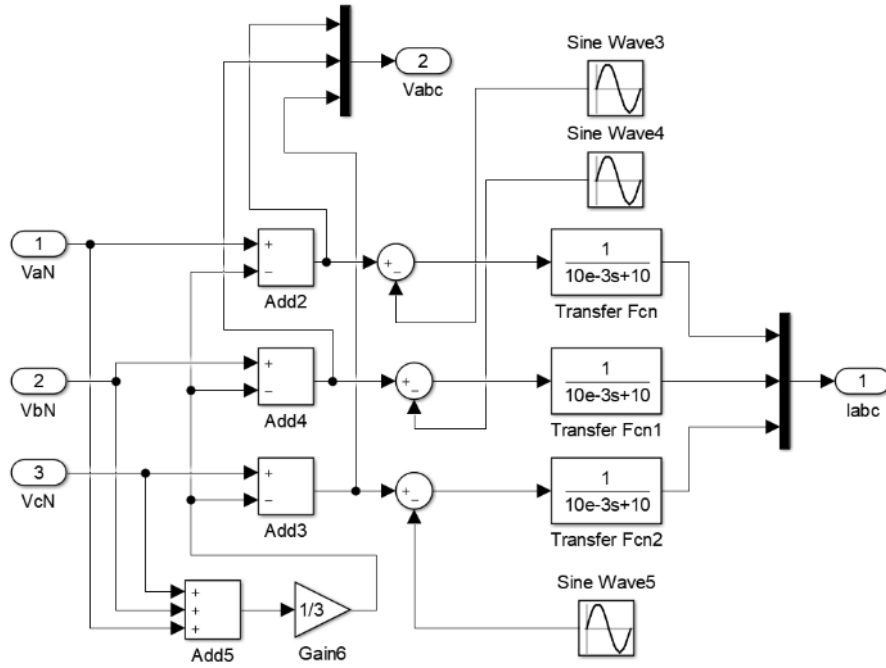 Sine Wave3
2
Vabc
Sine Wave4
1
VaN
+
−
Add2
+
−
1
10e-3s+10
Transfer Fcn
2
VbN
+
−
Add4
+
−
1
10e-3s+10
Transfer Fcn1
1
Iabc
3
VcN
+
−
Add3
+
−
1
10e-3s+10
Transfer Fcn2
Sine Wave5
+
+
+
Add5
1/3
Gain6